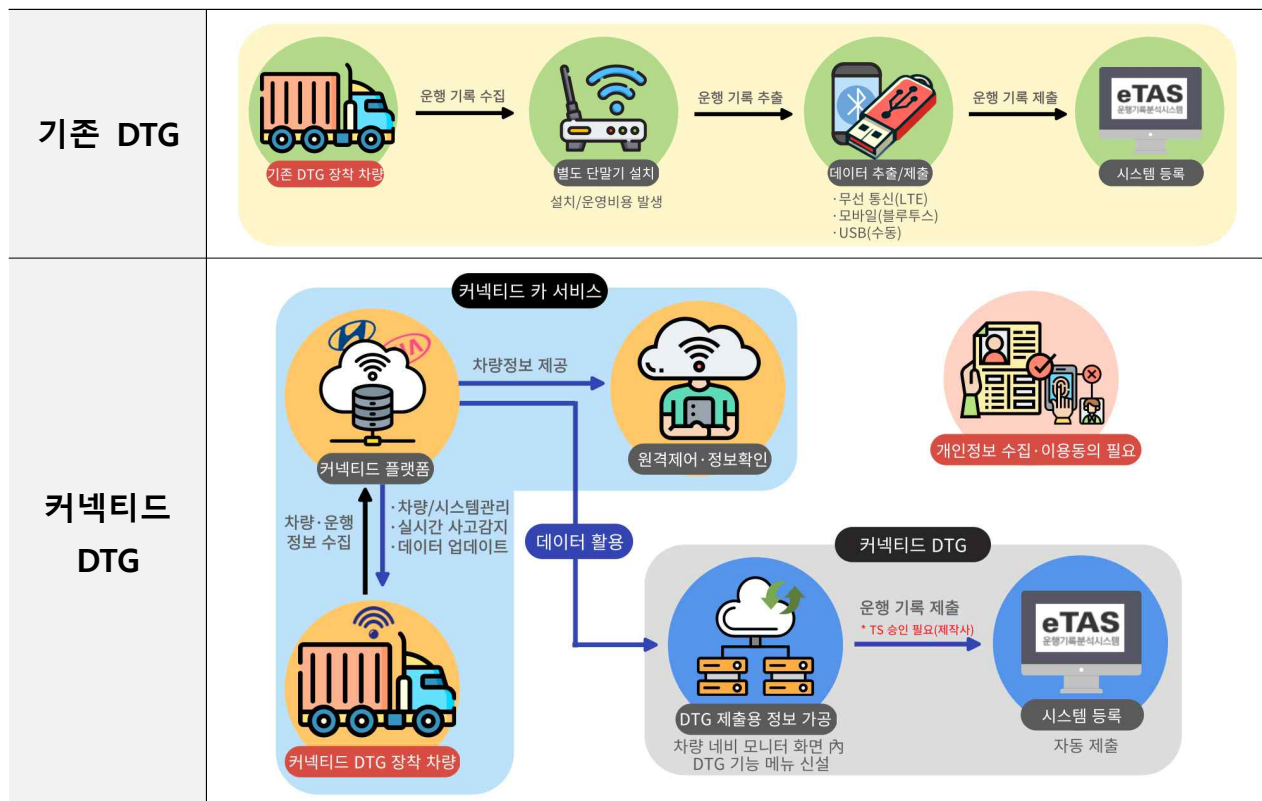 기존 DTG
운행 기록 수집
운행 기록 추출
운행 기록 제출
eTAS
운행기록분석시스템
기존 DTG 장착 차량
별도 단말기 설치
데이터 추출/제출
시스템 등록
설치/운영비용 발생
·무선 통신(LTE)
·모바일(블루투스)
·USB(수동)
커넥티드
DTG
커넥티드 카 서비스
차량정보 제공
커넥티드 플랫폼
원격제어·정보확인
개인정보 수집·이용동의 필요
차량·운행
정보 수집
·차량/시스템관리
·실시간 사고감지
·데이터 업데이트
데이터 활용
커넥티드 DTG
운행 기록 제출
* TS 승인 필요(제작사)
eTAS
운행기록분석시스템
커넥티드 DTG 장착 차량
DTG 제출용 정보 가공
차량 네비 모니터 화면 內
DTG 기능 메뉴 신설
시스템 등록
자동 제출